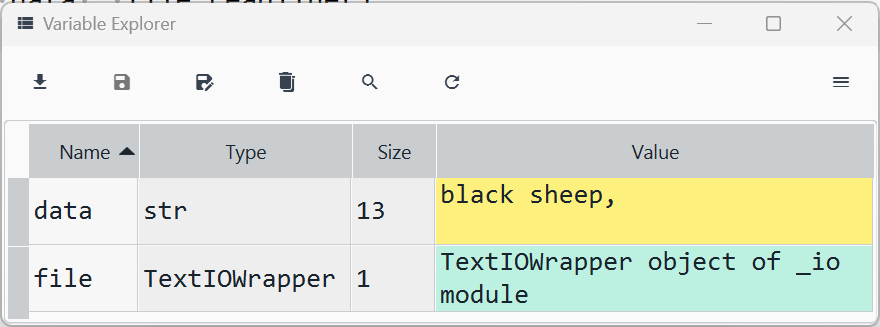 Variable Explorer
Name Type Size Value
data str 13 black sheep,
file TextIOWrapper 1 TextIOWrapper object of _io
module